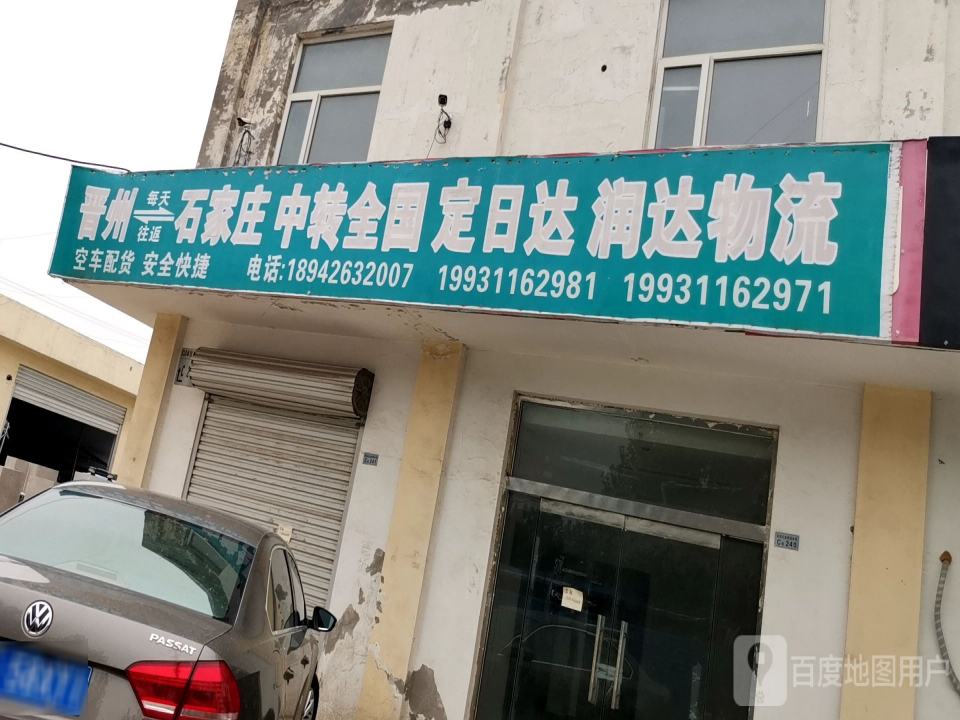 晋州 每天往返 石家庄 中转全国 定日达 润达物流
空车配货 安全快捷 电话:18942632007 19931162981 19931162971
PASSAT
百度地图用户